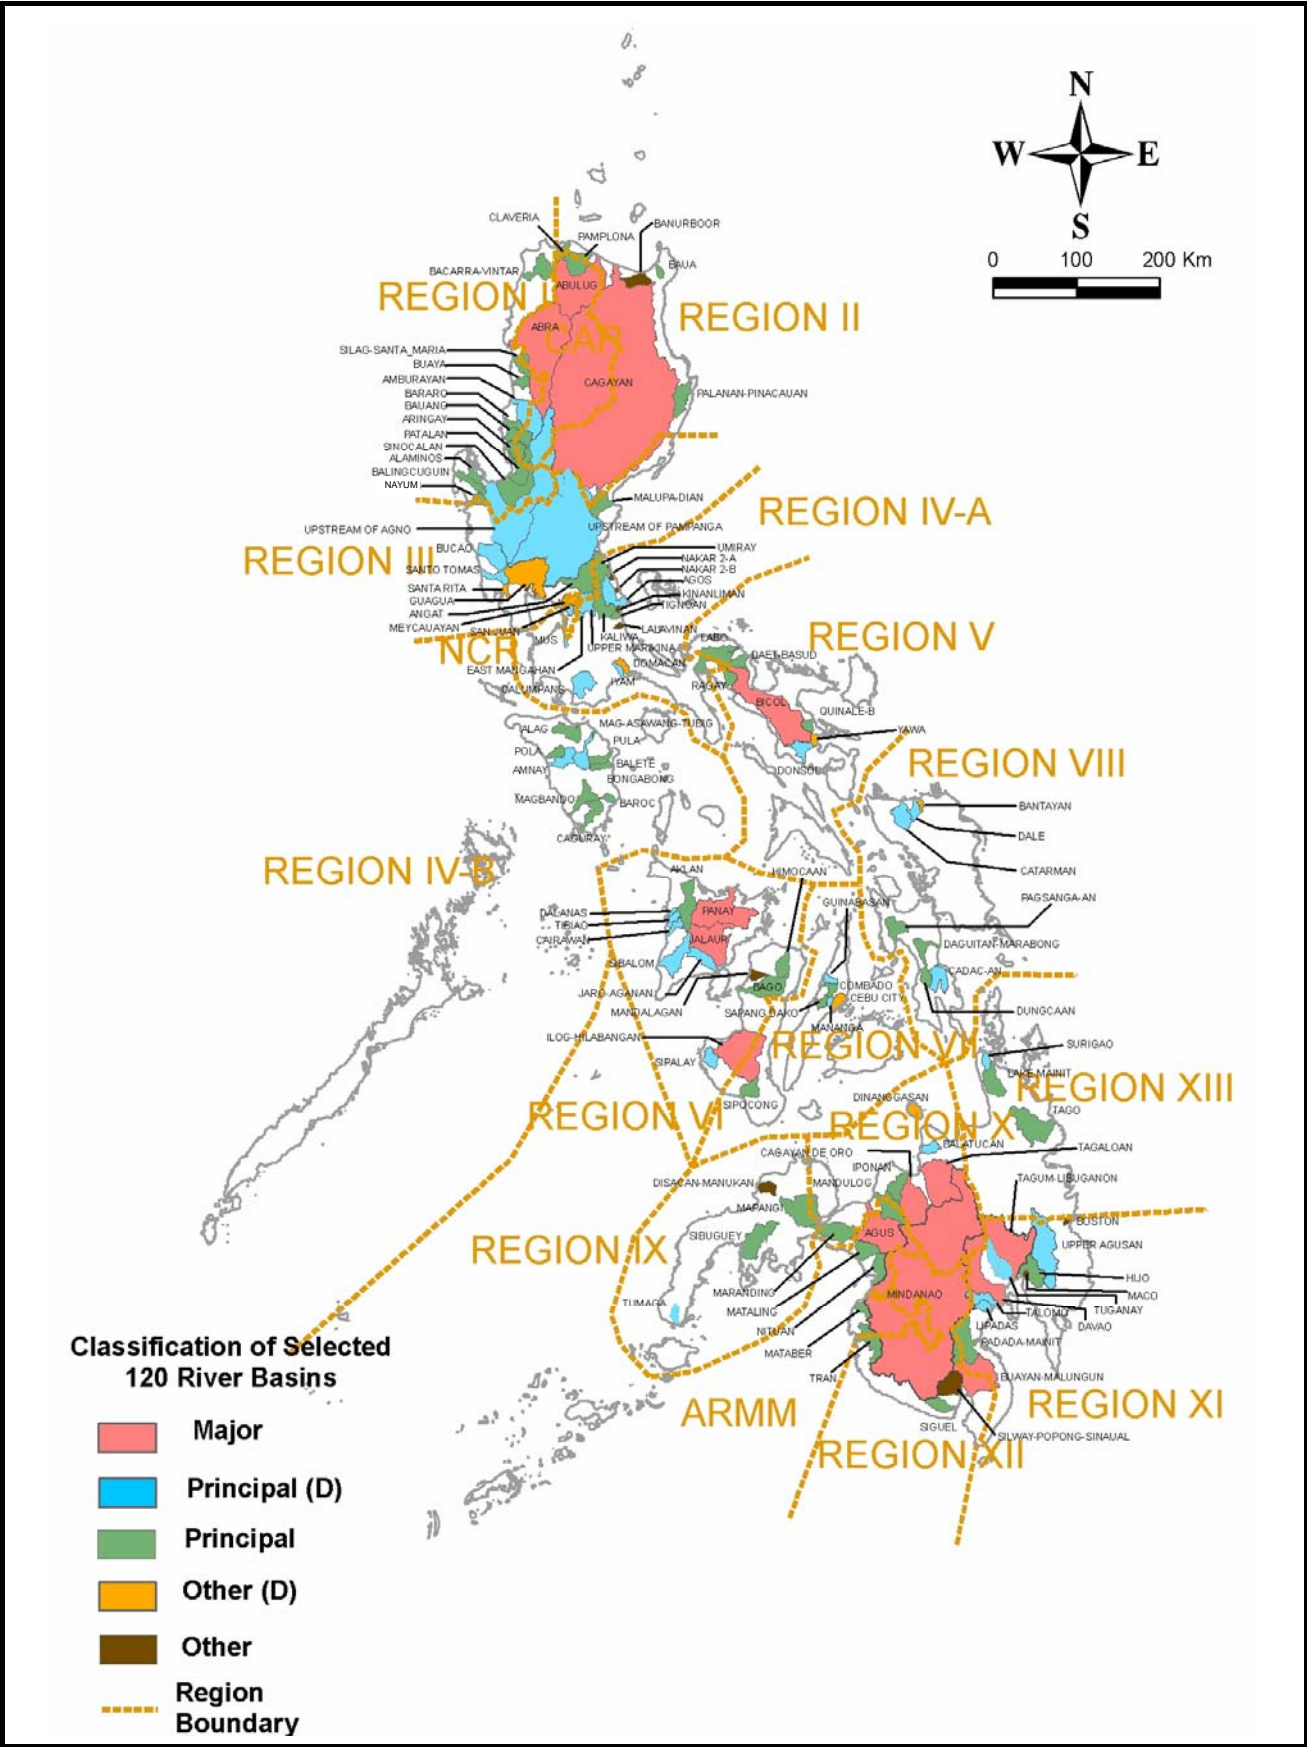 N
W
E
S
0 100 200 Km
CLAVERIA
PAMPLONA
BANURBOOR
BAUA
BACARRA-VINTAR
ABULUG
REGION I
REGION II
ABRA
CAR
SILAG-SANTA_MARIA
BUAYA
AMBURAYAN
CAGAYAN
BARARO
BAUANG
PALANAN-PINACAUAN
ARINGAY
PATALAN
SINOCALAN
ALAMINOS
BALINGCUGUIN
NAYUM
MALUPA-DIAN
REGION IV-A
UPSTREAM OF AGNO
UPSTREAM OF PAMPANGA
BUCAO
UMIRAY
REGION III
NAKAR 2-A
SANTO TOMAS
NAKAR 2-B
AGOS
SANTA RITA
KINANLIMAN
GUAGUA
TIGNOAN
ANGAT
MEYCAUAYAN
SAN JUAN
LALAVINAN
MUS
KALIWA
LABO
REGION V
UPPER MARIKINA
NCR
DAET-BASUD
EAST MANGAHAN
DOMACAN
IYAM
RAGAY
CALUMPANG
BICOL
QUINALE-B
MAG-ASAWANG-TUBIG
ALAG
YAWA
PULA
POLA
AMNAY
BALETE
DONSOL
REGION VIII
BONGABONG
MAGBANDO
BAROC
BANTAYAN
CAGURAY
DALE
REGION IV-B
AKLAN
HIMOCAAN
CATARMAN
GUINABASAN
PAGSANGA-AN
DALANAS
PANAY
TIBIAO
CAIRAWAN
JALAUR
DAGUITAN-MARABONG
SIBALOM
CADAC-AN
JARO-AGANAN
BAGO
COMBADO
CEBU CITY
MANDALAGAN
SAPANG DAKO
DUNGCAAN
MANANGA
ILOG-HILABANGAN
REGION VII
SURIGAO
SIPALAY
LAKE MAINIT
REGION XIII
SIPOCONG
DINANGGASAN
REGION VI
TAGO
REGION X
BALATUCAN
CAGAYAN DE ORO
TAGALOAN
IPONAN
DISACAN-MANUKAN
MANDULOG
TAGUM-LIBUGANON
MAPANGI
BOSTON
SIBUGUEY
AGUS
UPPER AGUSAN
REGION IX
HIJO
MARANDING
MINDANAO
MACO
TUMAGA
MATALING
TALOMO
TUGANAY
NITUAN
LIPADAS
DAVAO
MATABER
PADADA-MAINIT
TRAN
BUAYAN-MALUNGUN
REGION XI
ARMM
SIGUEL
SILWAY-POPONG-SINAUAL
REGION XII
Classification of Selected
120 River Basins
Major
Principal (D)
Principal
Other (D)
Other
Region
Boundary